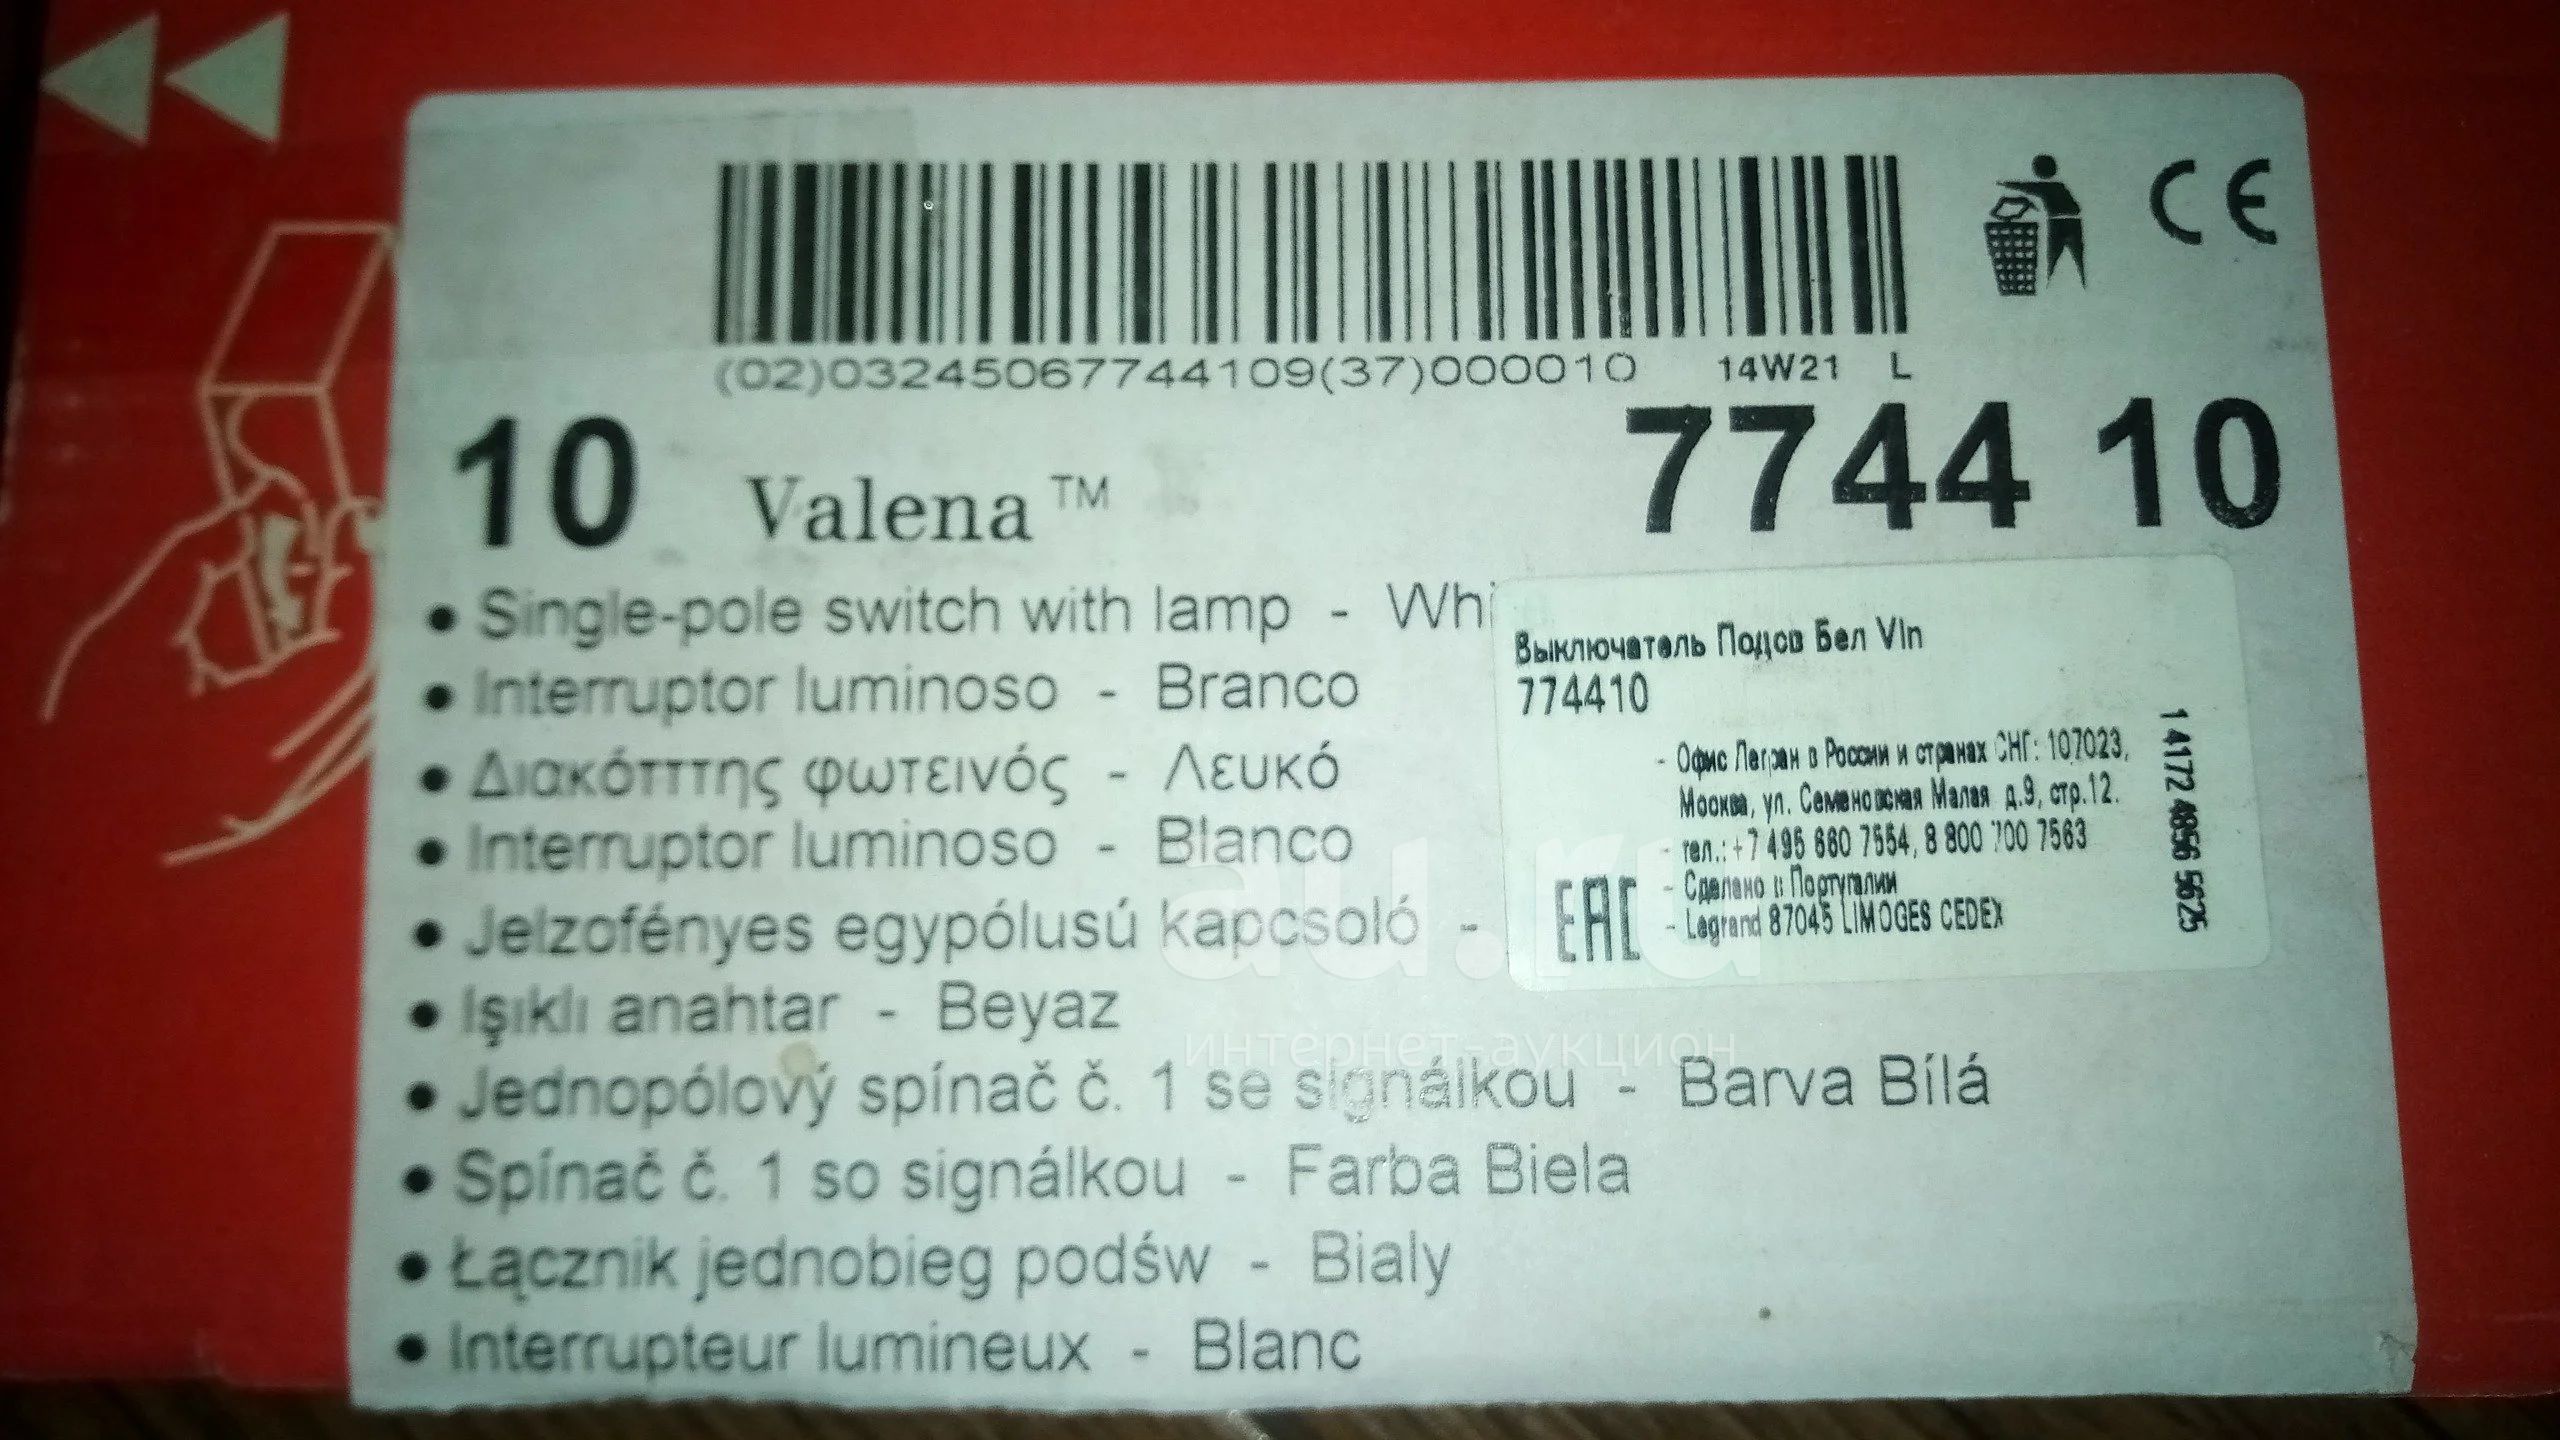 (02)03245067744109(37)000010 14W21 L
10 Valena™ 7744 10
• Single-pole switch with lamp - Whi
• Interruptor luminoso - Branco
• Διακόπτης φωτεινός - Λευκό
• Interruptor luminoso - Blanco
• Jelzofényes egypólusú kapcsoló -
• Işıklı anahtar - Beyaz
• Jednopólový spínač č. 1 se signálkou - Barva Bílá
• Spínač č. 1 so signálkou - Farba Biela
• Łącznik jednobieg podśw - Bialy
• Interrupteur lumineux - Blanc
Выключатель Подсв Бел Vln
774410
- Офис Легран в России и странах СНГ: 107023,
Москва, ул. Семеновская Малая д.9, стр.12.
- тел.: +7 495 660 7554, 8 800 700 7563
- Сделано в Португалии
- Legrand 87045 LIMOGES CEDEX
EAC
CE
au.ru
интернет-аукцион